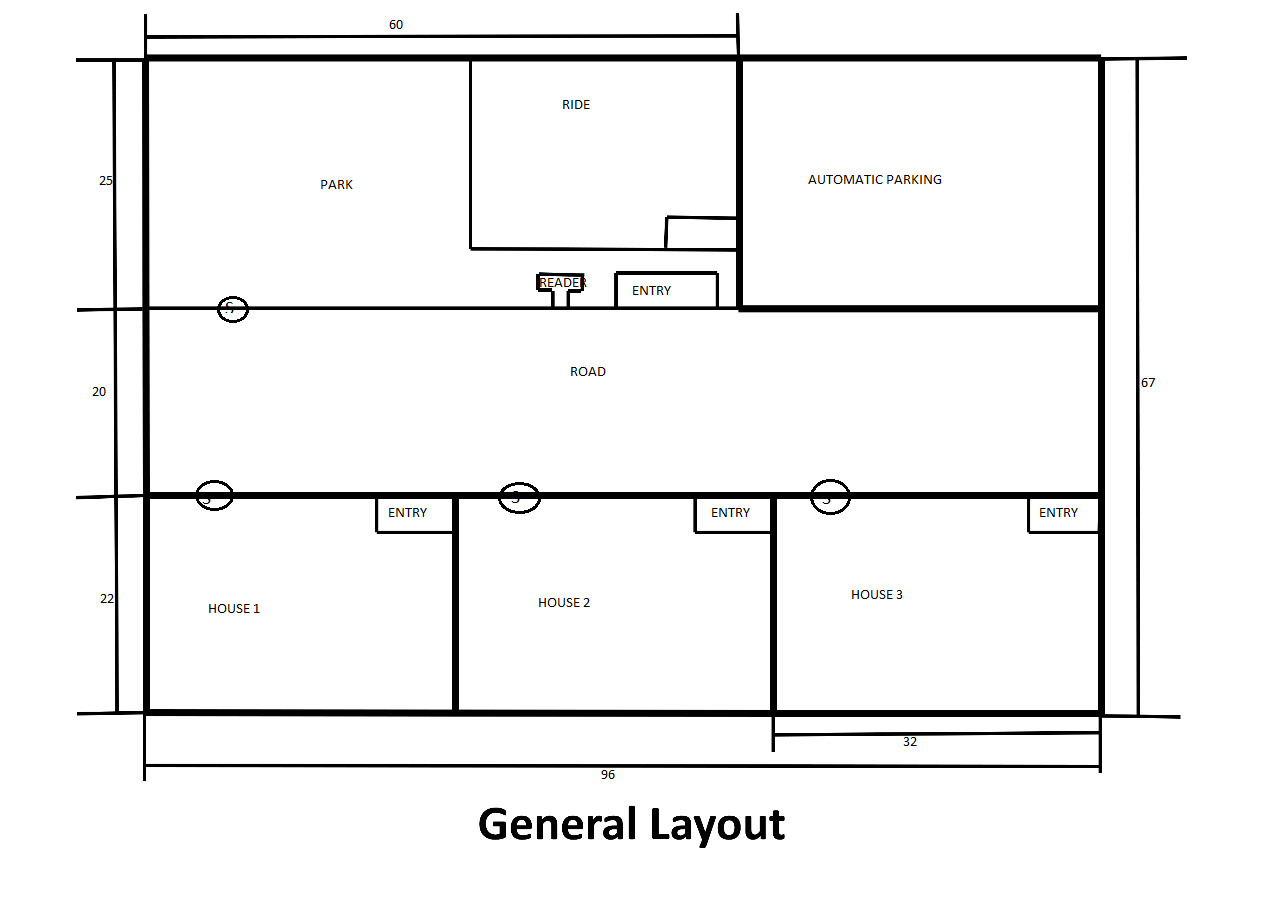 60
RIDE
25
PARK
AUTOMATIC PARKING
READER
ENTRY
S
ROAD
67
20
S
S
S
ENTRY
ENTRY
ENTRY
22
HOUSE 1
HOUSE 2
HOUSE 3
32
96
General Layout